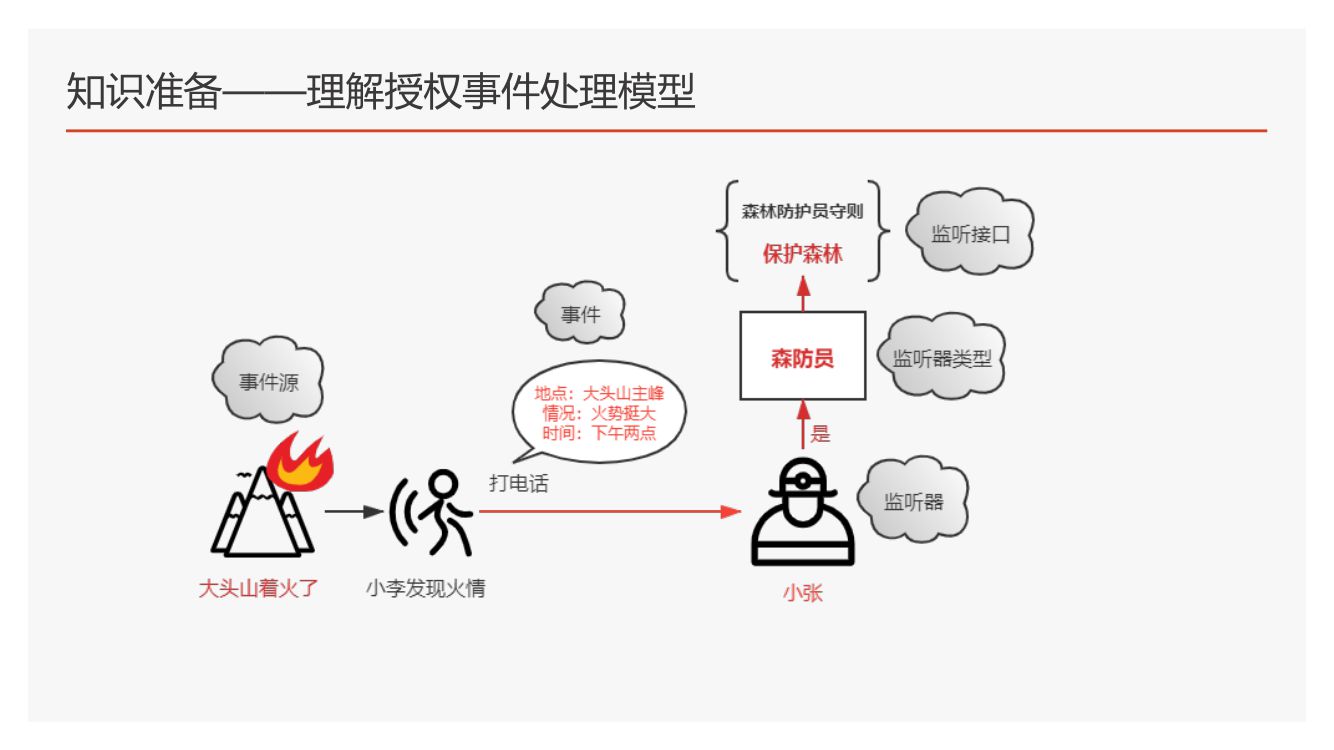 知识准备——理解授权事件处理模型
森林防护员守则
保护森林
监听接口
事件
森防员
监听器类型
事件源
地点：大头山主峰
情况：火势挺大
时间：下午两点
是
打电话
监听器
大头山着火了
小李发现火情
小张